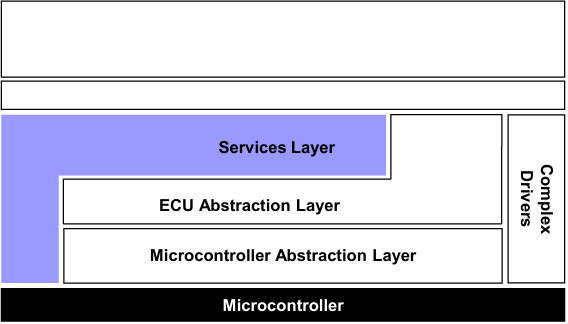 Services Layer
ECU Abstraction Layer
Microcontroller Abstraction Layer
Complex
Drivers
Microcontroller